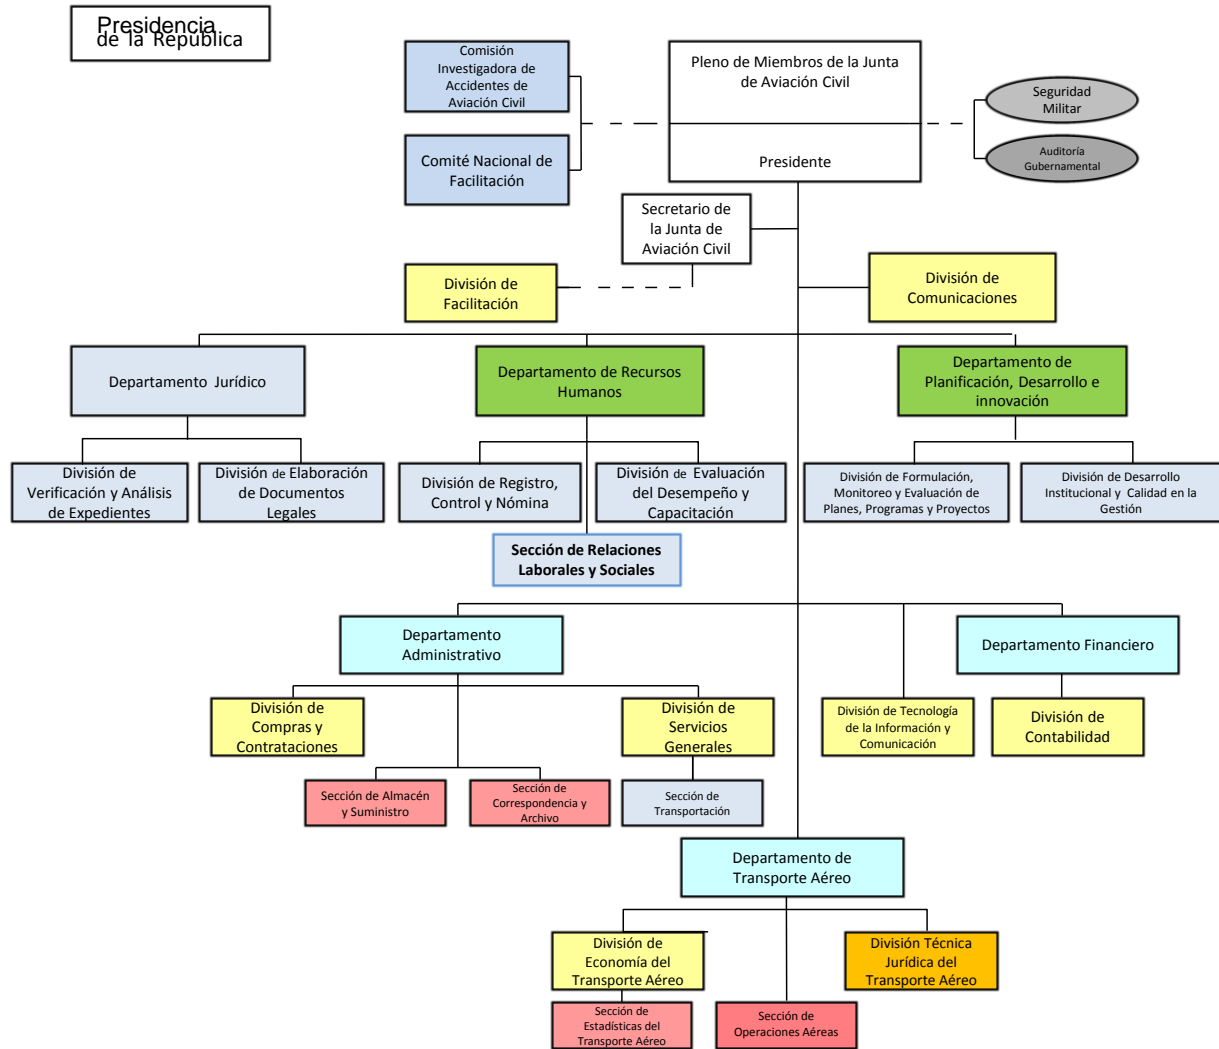 Presidencia
de la República
Comisión
Investigadora de
Accidentes de
Aviación Civil
Pleno de Miembros de la Junta
de Aviación Civil
Seguridad
Militar
Comité Nacional de
Facilitación
Presidente
Auditoría
Gubernamental
Secretario de
la Junta de
Aviación Civil
División de
Facilitación
División de
Comunicaciones
Departamento Jurídico
Departamento de Recursos
Humanos
Departamento de
Planificación, Desarrollo e
innovación
División de
Verificación y Análisis
de Expedientes
División de Elaboración
de Documentos
Legales
División de Registro,
Control y Nómina
División de Evaluación
del Desempeño y
Capacitación
División de Formulación,
Monitoreo y Evaluación de
Planes, Programas y Proyectos
División de Desarrollo
Institucional y Calidad en la
Gestión
Sección de Relaciones
Laborales y Sociales
Departamento
Administrativo
Departamento Financiero
División de
Compras y
Contrataciones
División de
Servicios
Generales
División de Tecnología
de la Información y
Comunicación
División de
Contabilidad
Sección de Almacén
y Suministro
Sección de
Correspondencia y
Archivo
Sección de
Transportación
Departamento de
Transporte Aéreo
División de
Economía del
Transporte Aéreo
División Técnica
Jurídica del
Transporte Aéreo
Sección de
Estadísticas del
Transporte Aéreo
Sección de
Operaciones Aéreas